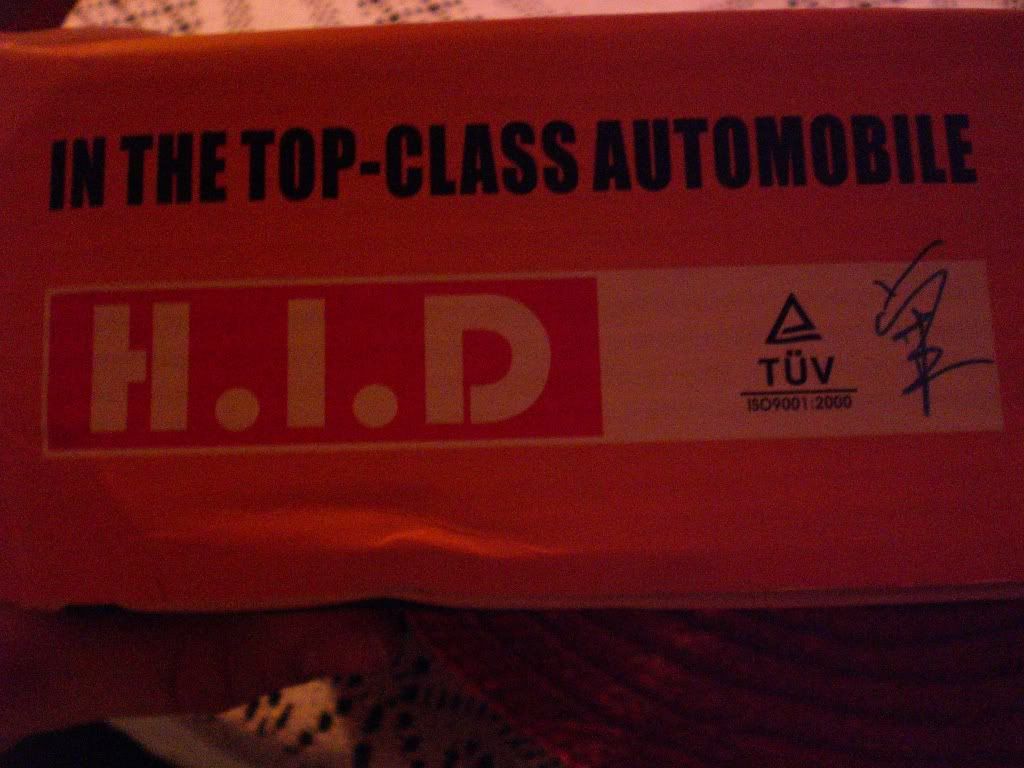 IN THE TOP-CLASS AUTOMOBILE
H.I.D
TÜV
ISO9001:2000